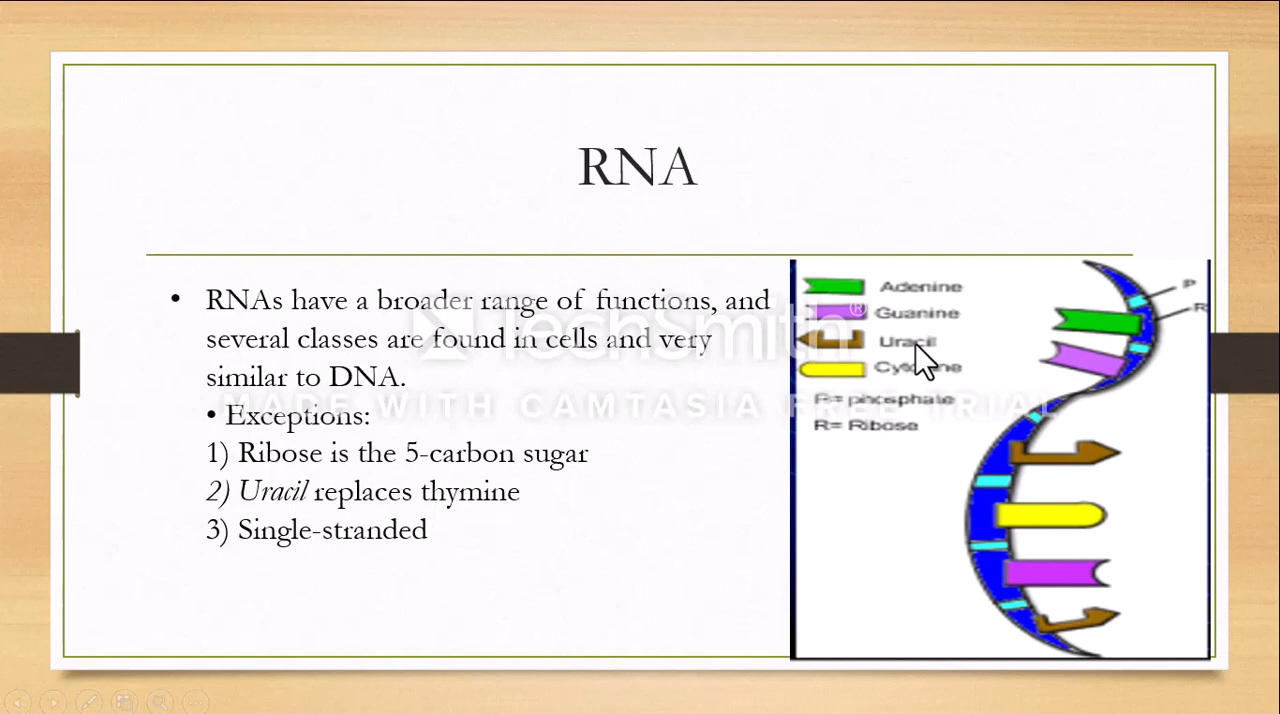 RNA
• RNAs have a broader range of functions, and
several classes are found in cells and very
similar to DNA.
• Exceptions:
1) Ribose is the 5-carbon sugar
2) Uracil replaces thymine
3) Single-stranded
Adenine
Guanine
Uracil
P= phosphate
R= Ribose
P
R
TechSmith®
MADE WITH CAMTASIA FREE TRIAL